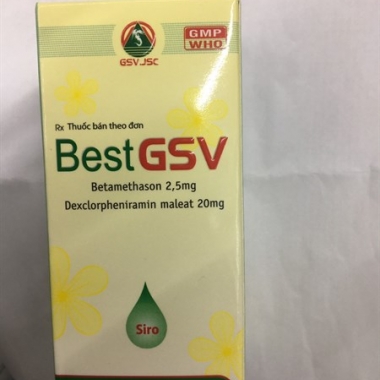 GSV.,JSC
GMP
WHO
Rx Thuốc bán theo đơn
BestGSV
Betamethason 2,5mg
Dexclorpheniramin maleat 20mg
Siro